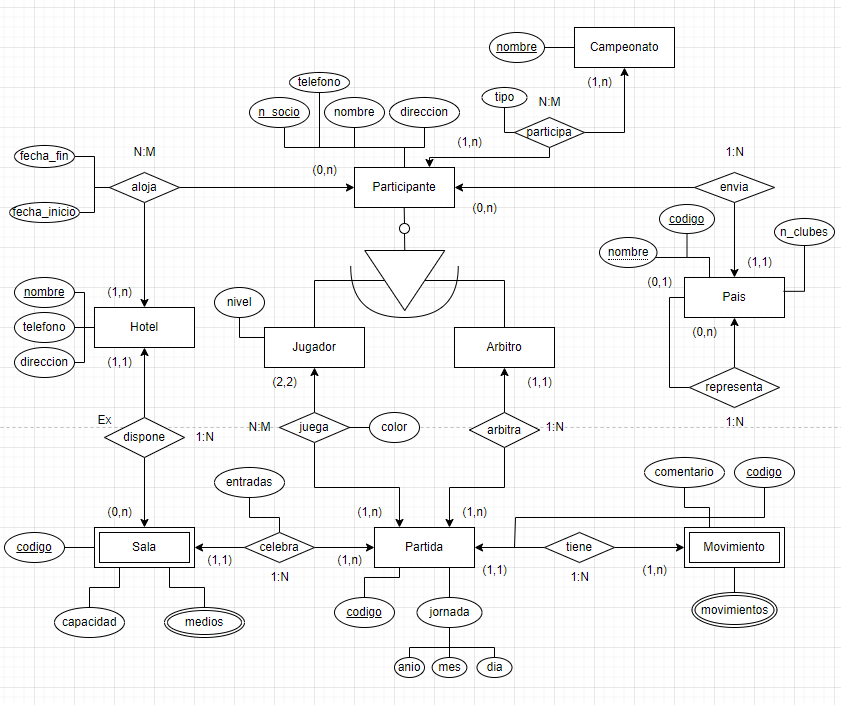 nombre
Campeonato
(1,n)
telefono
n_socio
nombre
direccion
tipo
N:M
participa
(1,n)
fecha_fin
N:M
aloja
fecha_inicio
(0,n)
Participante
(0,n)
1:N
envia
codigo
n_clubes
nombre
(1,1)
(0,1)
Pais
(0,n)
representa
1:N
nombre
telefono
direccion
(1,n)
Hotel
(1,1)
nivel
Jugador
(2,2)
Arbitro
(1,1)
Ex
dispone
1:N
N:M
juega
color
arbitra
1:N
(0,n)
entradas
(1,n)
(1,n)
comentario
codigo
codigo
Sala
(1,1)
celebra
1:N
(1,n)
Partida
(1,1)
tiene
1:N
(1,n)
Movimiento
capacidad
medios
codigo
jornada
movimientos
anio
mes
dia